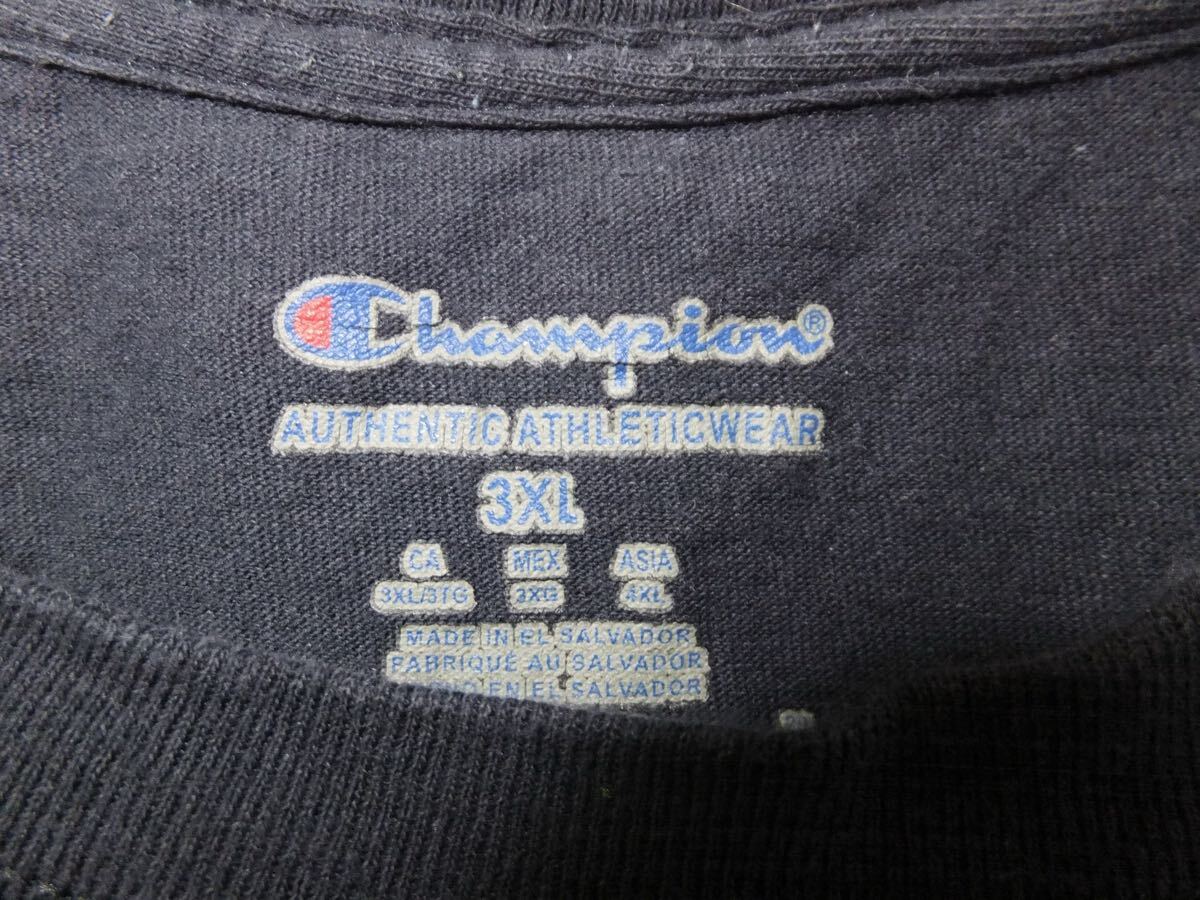 Champion®
AUTHENTIC ATHLETICWEAR
3XL
CA MEX ASIA
3XL/3TG 3XG 4XL
MADE IN EL SALVADOR
FABRIQUÉ AU SALVADOR
EN EL SALVADOR